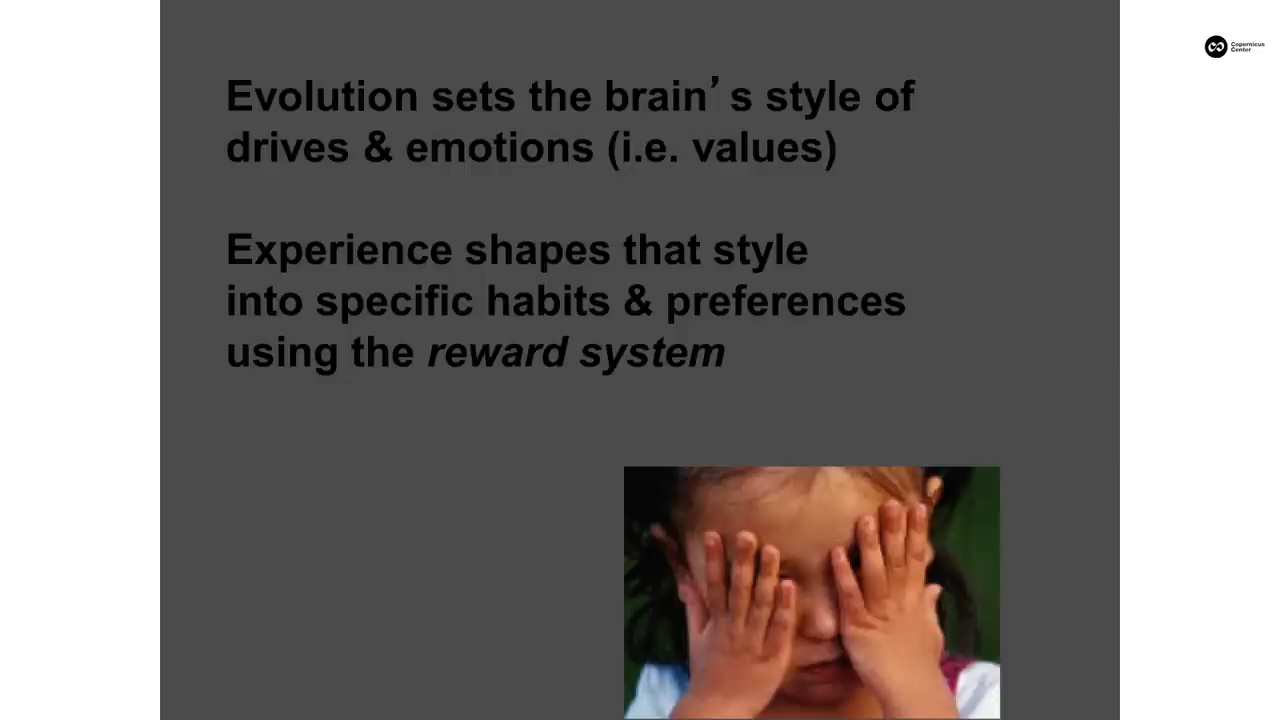 Evolution sets the brain’ s style of
drives & emotions (i.e. values)
Experience shapes that style
into specific habits & preferences
using the reward system
Copernicus
Center